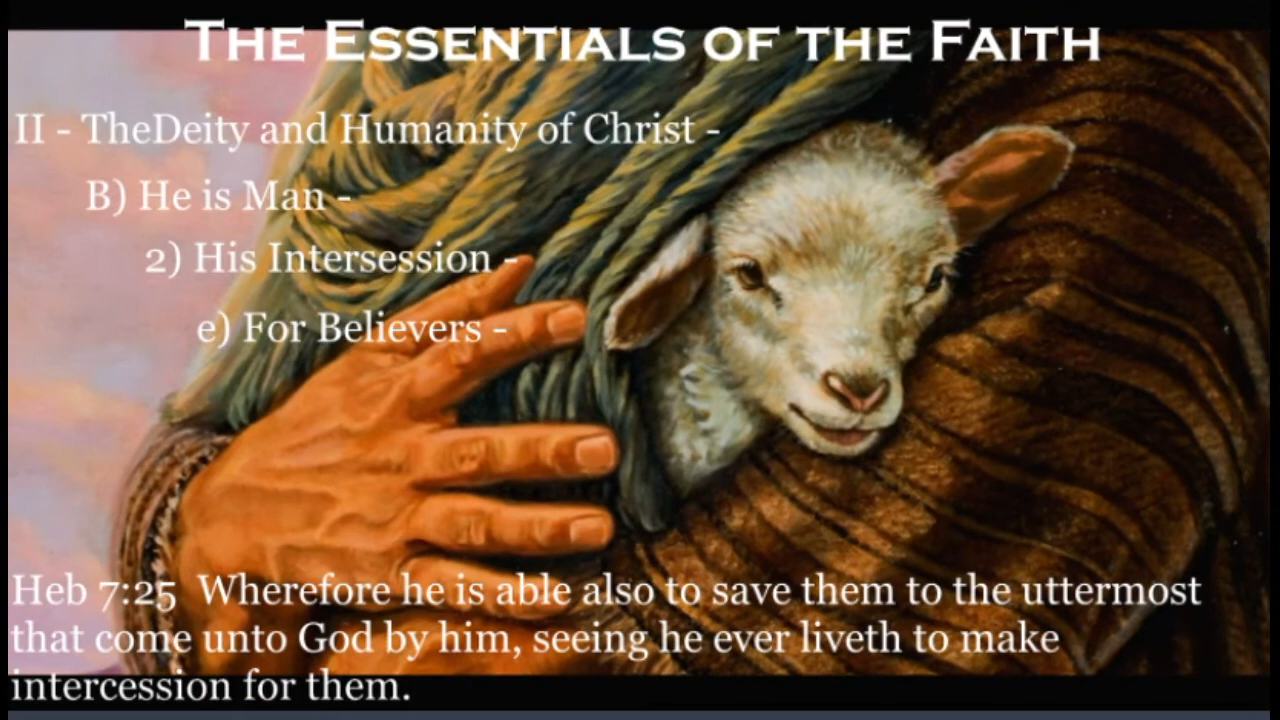 The Essentials of the Faith
II - TheDeity and Humanity of Christ -
B) He is Man -
2) His Intersession -
e) For Believers -
Heb 7:25 Wherefore he is able also to save them to the uttermost
that come unto God by him, seeing he ever liveth to make
intercession for them.